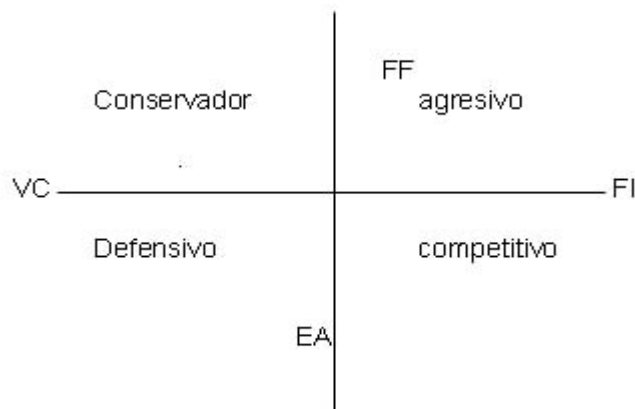 FF
Conservador agresivo
VC FI
Defensivo competitivo
EA